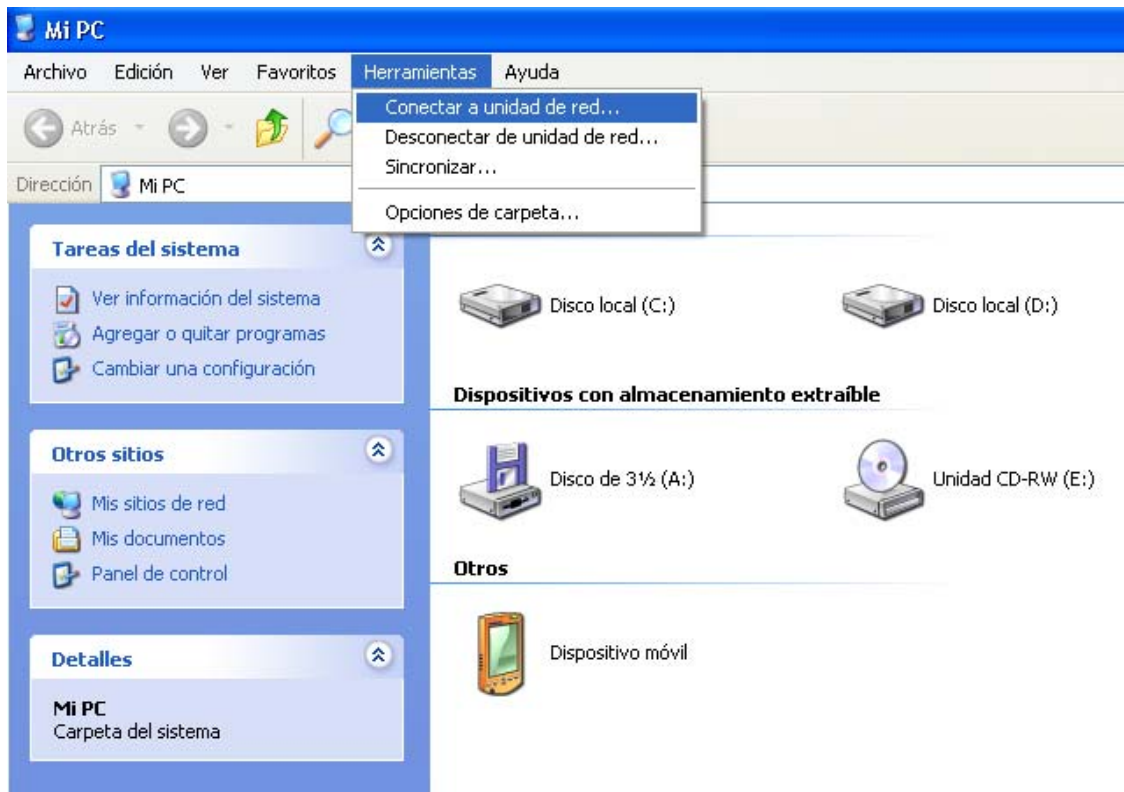 Mi PC
Archivo Edición Ver Favoritos Herramientas Ayuda
Atrás
Conectar a unidad de red...
Desconectar de unidad de red...
Sincronizar...
Opciones de carpeta...
Dirección Mi PC
Tareas del sistema
Ver información del sistema
Agregar o quitar programas
Cambiar una configuración
Otros sitios
Mis sitios de red
Mis documentos
Panel de control
Detalles
Mi PC
Carpeta del sistema
Disco local (C:) Disco local (D:)
Dispositivos con almacenamiento extraíble
Disco de 3½ (A:) Unidad CD-RW (E:)
Otros
Dispositivo móvil